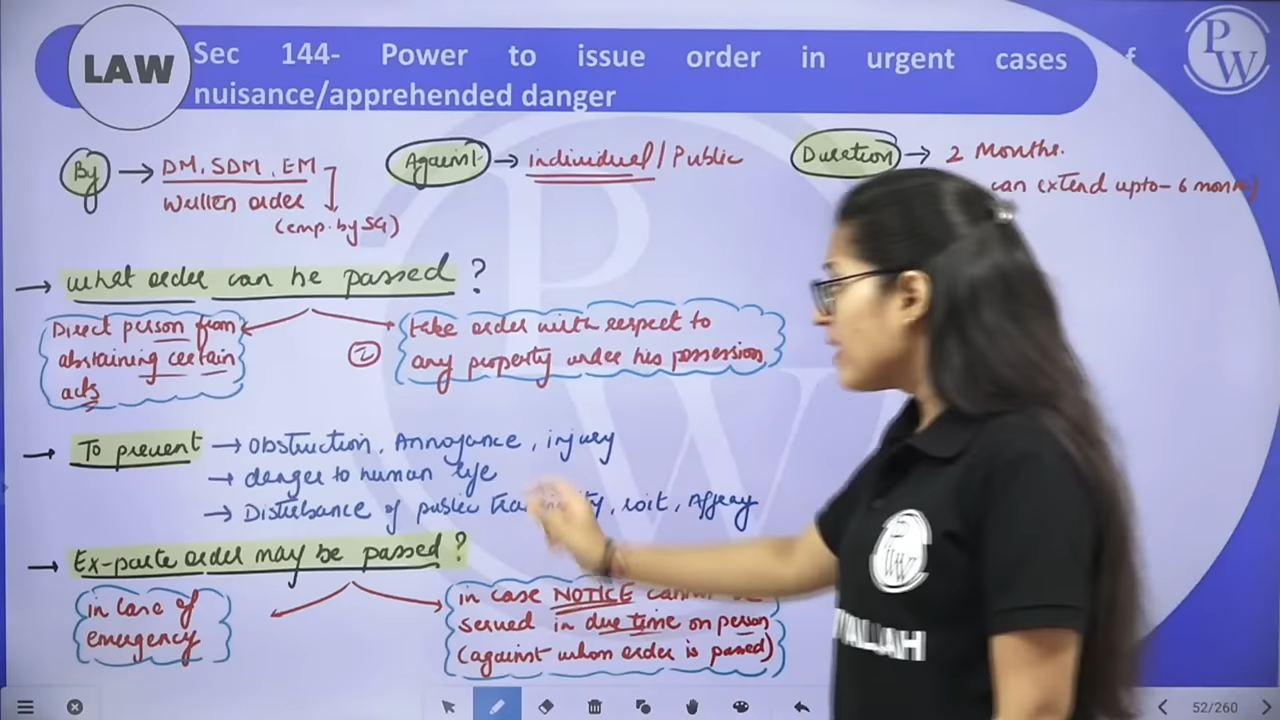 LAW
Sec 144- Power to issue order in urgent cases f
nuisance/apprehended danger
PW
By → DM, SDM, EM
written order
(emp. by SG)
Against → individual / Public
Duration → 2 Months.
can extend upto- 6 months)
→ what order can be passed ?
Direct person from
abstaining certain
acts
②
take order with respect to
any property under his possession
→ To prevent → Obstruction, Annoyance, injury
→ danger to human life
→ Disturbance of public, roit, Affray
→ Ex-parte order may be passed ?
in case of
emergency
in case NOTICE
served in due time on person
(against whom order is passed)
PW
WALLAH
52/260